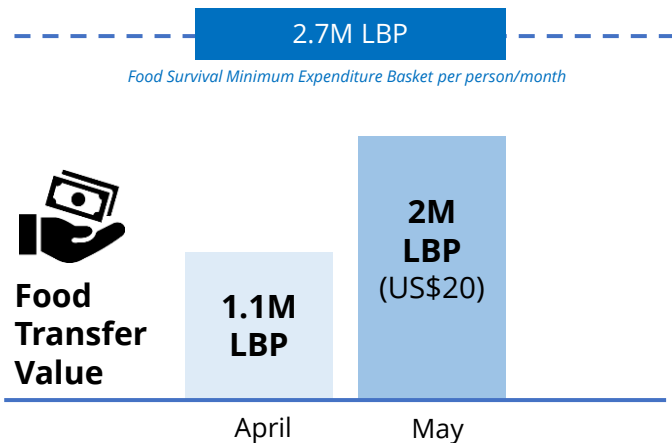 2.7M LBP
Food Survival Minimum Expenditure Basket per person/month
Food
Transfer
Value
1.1M
LBP
2M
LBP
(US$20)
April
May